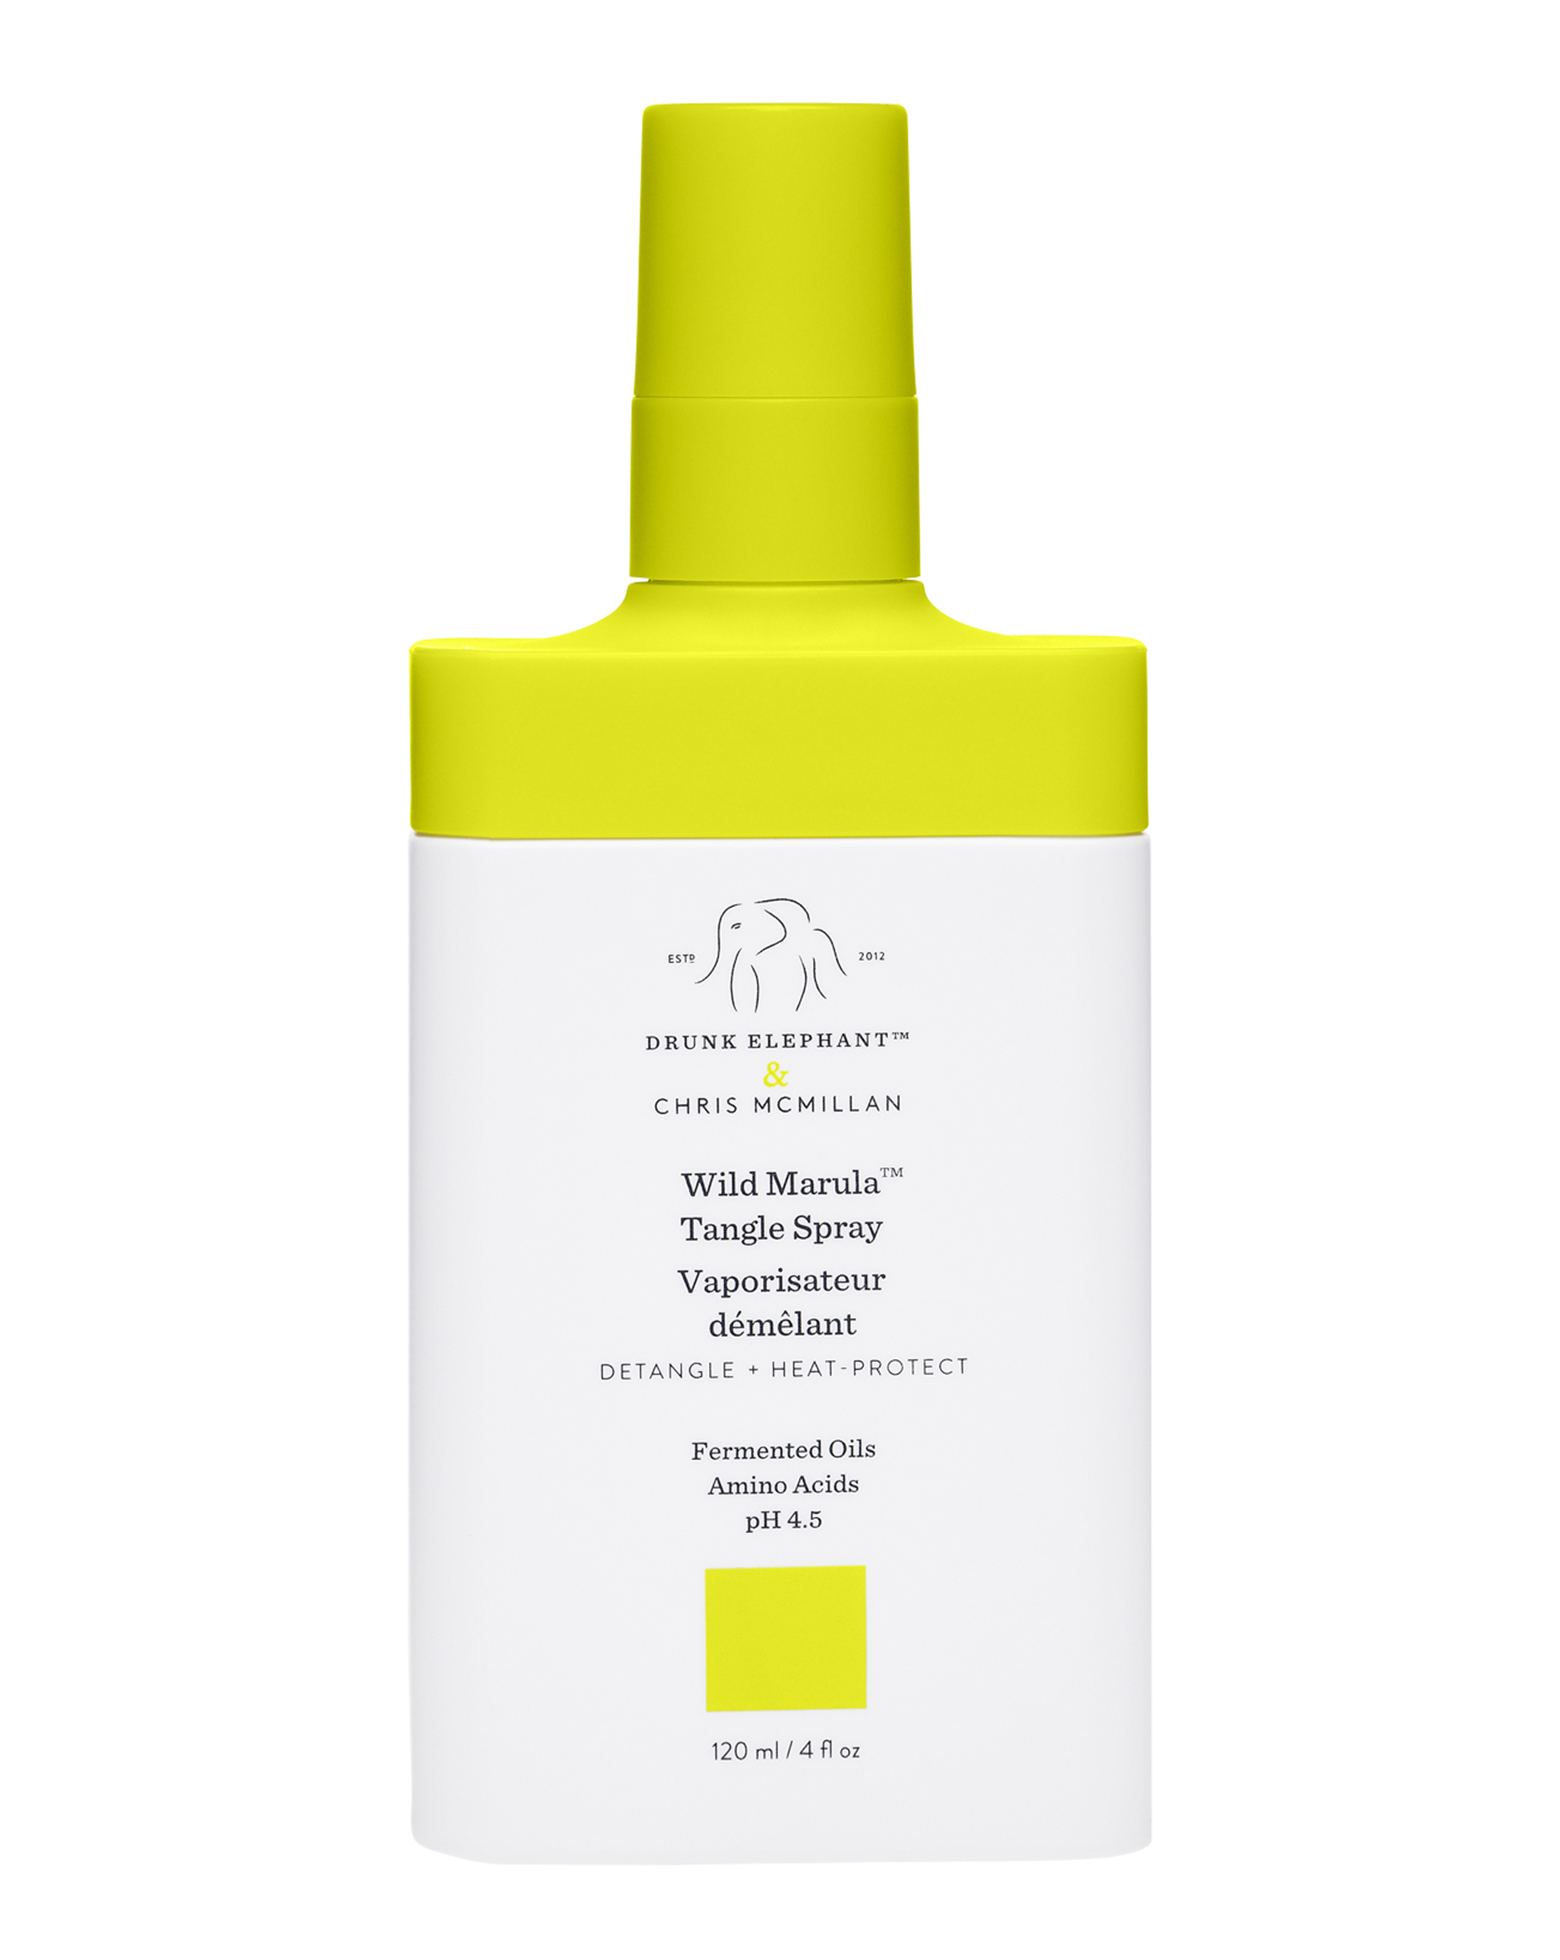 ESTD 2012
DRUNK ELEPHANT™
&
CHRIS MCMILLAN
Wild Marula™
Tangle Spray
Vaporisateur
démêlant
DETANGLE + HEAT-PROTECT
Fermented Oils
Amino Acids
pH 4.5
120 ml / 4 fl oz